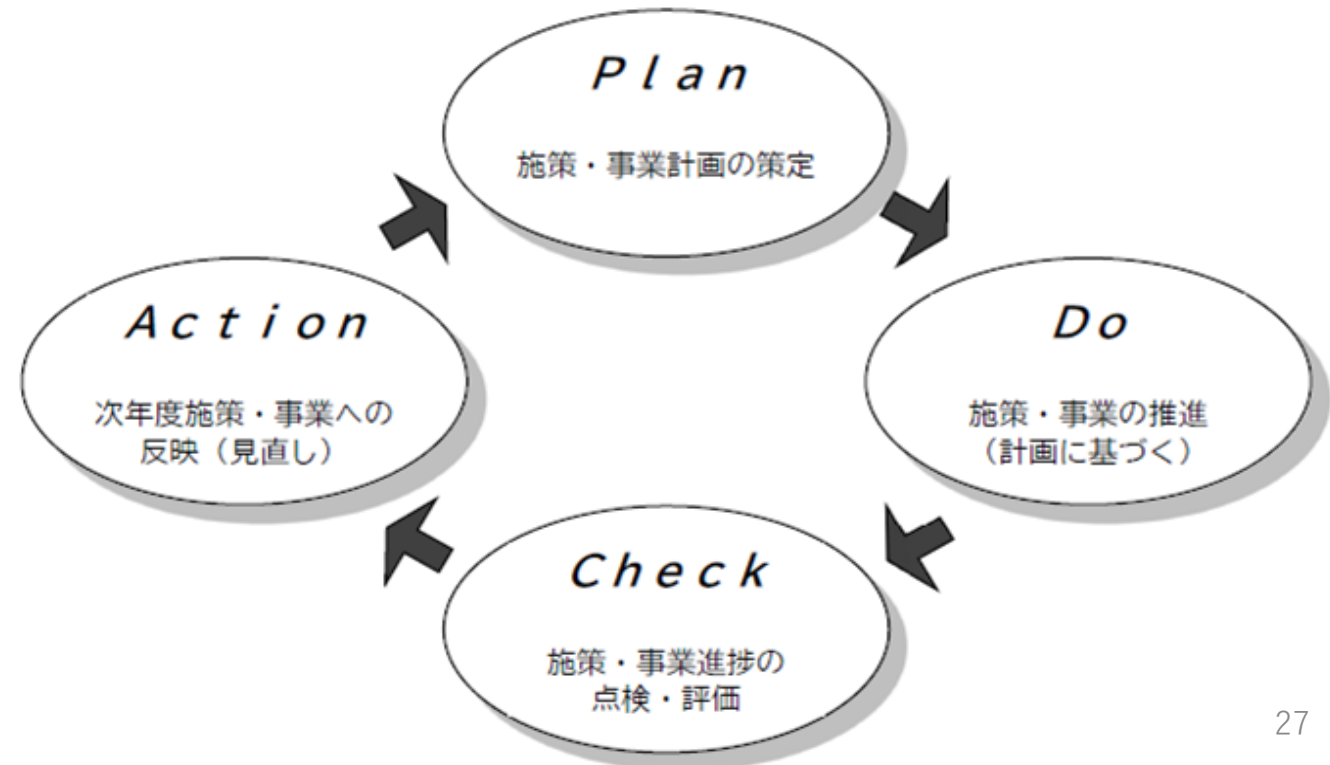 Plan
施策・事業計画の策定
Action
次年度施策・事業への
反映（見直し）
Do
施策・事業の推進
（計画に基づく）
Check
施策・事業進捗の
点検・評価
27